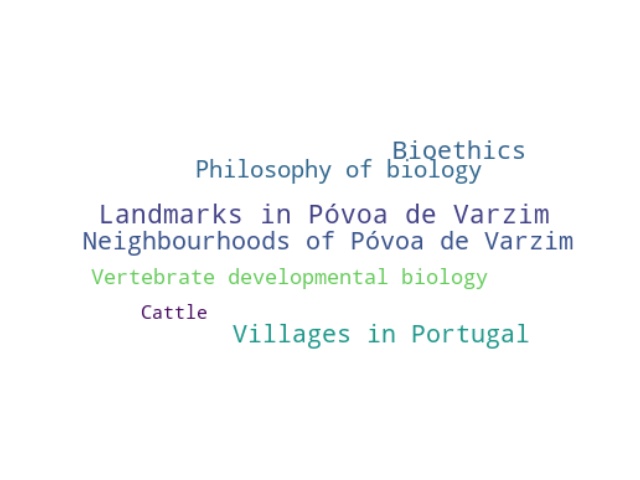 Bioethics
Philosophy of biology
Landmarks in Póvoa de Varzim
Neighbourhoods of Póvoa de Varzim
Vertebrate developmental biology
Cattle
Villages in Portugal